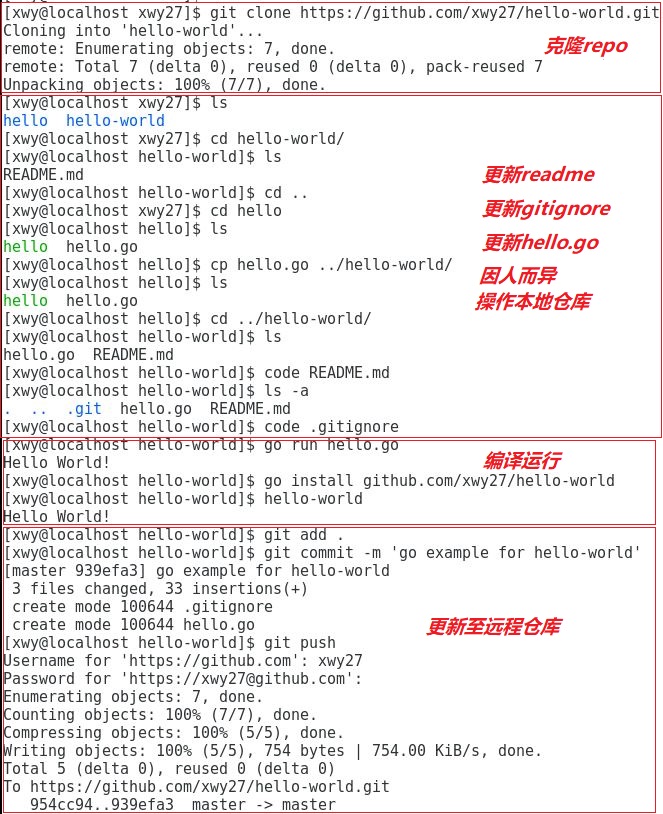 [xwy@localhost xwy27]$ git clone https://github.com/xwy27/hello-world.git
Cloning into 'hello-world'...
remote: Enumerating objects: 7, done.
克隆repo
remote: Total 7 (delta 0), reused 0 (delta 0), pack-reused 7
Unpacking objects: 100% (7/7), done.
[xwy@localhost xwy27]$ ls
hello  hello-world
[xwy@localhost xwy27]$ cd hello-world/
[xwy@localhost hello-world]$ ls
README.md
更新readme
[xwy@localhost hello-world]$ cd ..
[xwy@localhost xwy27]$ cd hello
更新gitignore
[xwy@localhost hello]$ ls
hello  hello.go
更新hello.go
[xwy@localhost hello]$ cp hello.go ../hello-world/
[xwy@localhost hello]$ ls
因人而异
hello  hello.go
操作本地仓库
[xwy@localhost hello]$ cd ../hello-world/
[xwy@localhost hello-world]$ ls
hello.go  README.md
[xwy@localhost hello-world]$ code README.md
[xwy@localhost hello-world]$ ls -a
.  ..  .git  hello.go  README.md
[xwy@localhost hello-world]$ code .gitignore
[xwy@localhost hello-world]$ go run hello.go
Hello World!
编译运行
[xwy@localhost hello-world]$ go install github.com/xwy27/hello-world
[xwy@localhost hello-world]$ hello-world
Hello World!
[xwy@localhost hello-world]$ git add .
[xwy@localhost hello-world]$ git commit -m 'go example for hello-world'
[master 939efa3] go example for hello-world
 3 files changed, 33 insertions(+)
 create mode 100644 .gitignore
 create mode 100644 hello.go
更新至远程仓库
[xwy@localhost hello-world]$ git push
Username for 'https://github.com': xwy27
Password for 'https://xwy27@github.com':
Enumerating objects: 7, done.
Counting objects: 100% (7/7), done.
Compressing objects: 100% (5/5), done.
Writing objects: 100% (5/5), 754 bytes | 754.00 KiB/s, done.
Total 5 (delta 0), reused 0 (delta 0)
To https://github.com/xwy27/hello-world.git
   954cc94..939efa3  master -> master